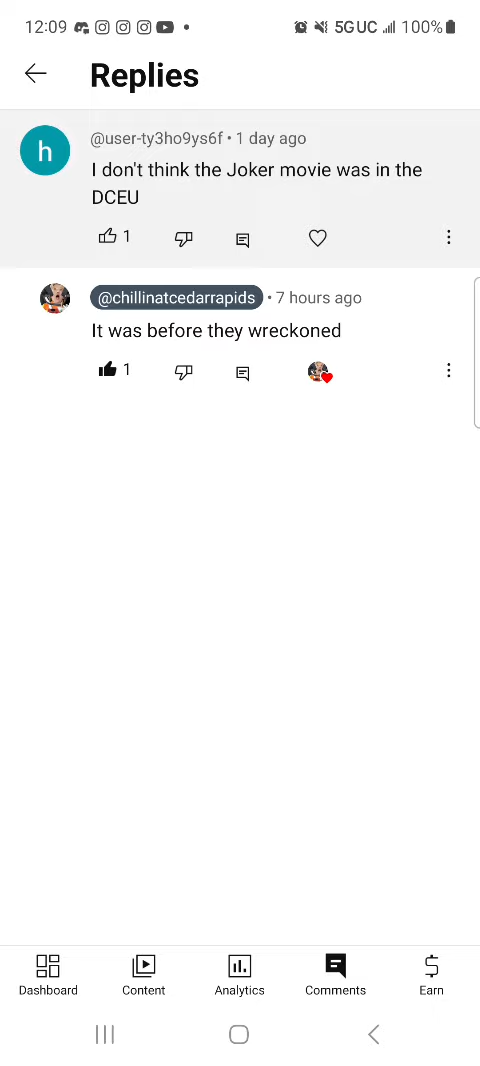 12:09 5G UC 100%
Replies
@user-ty3ho9ys6f • 1 day ago
I don't think the Joker movie was in the
DCEU
1
@chillinatcedarrapids • 7 hours ago
It was before they wreckoned
1
Dashboard Content Analytics Comments Earn